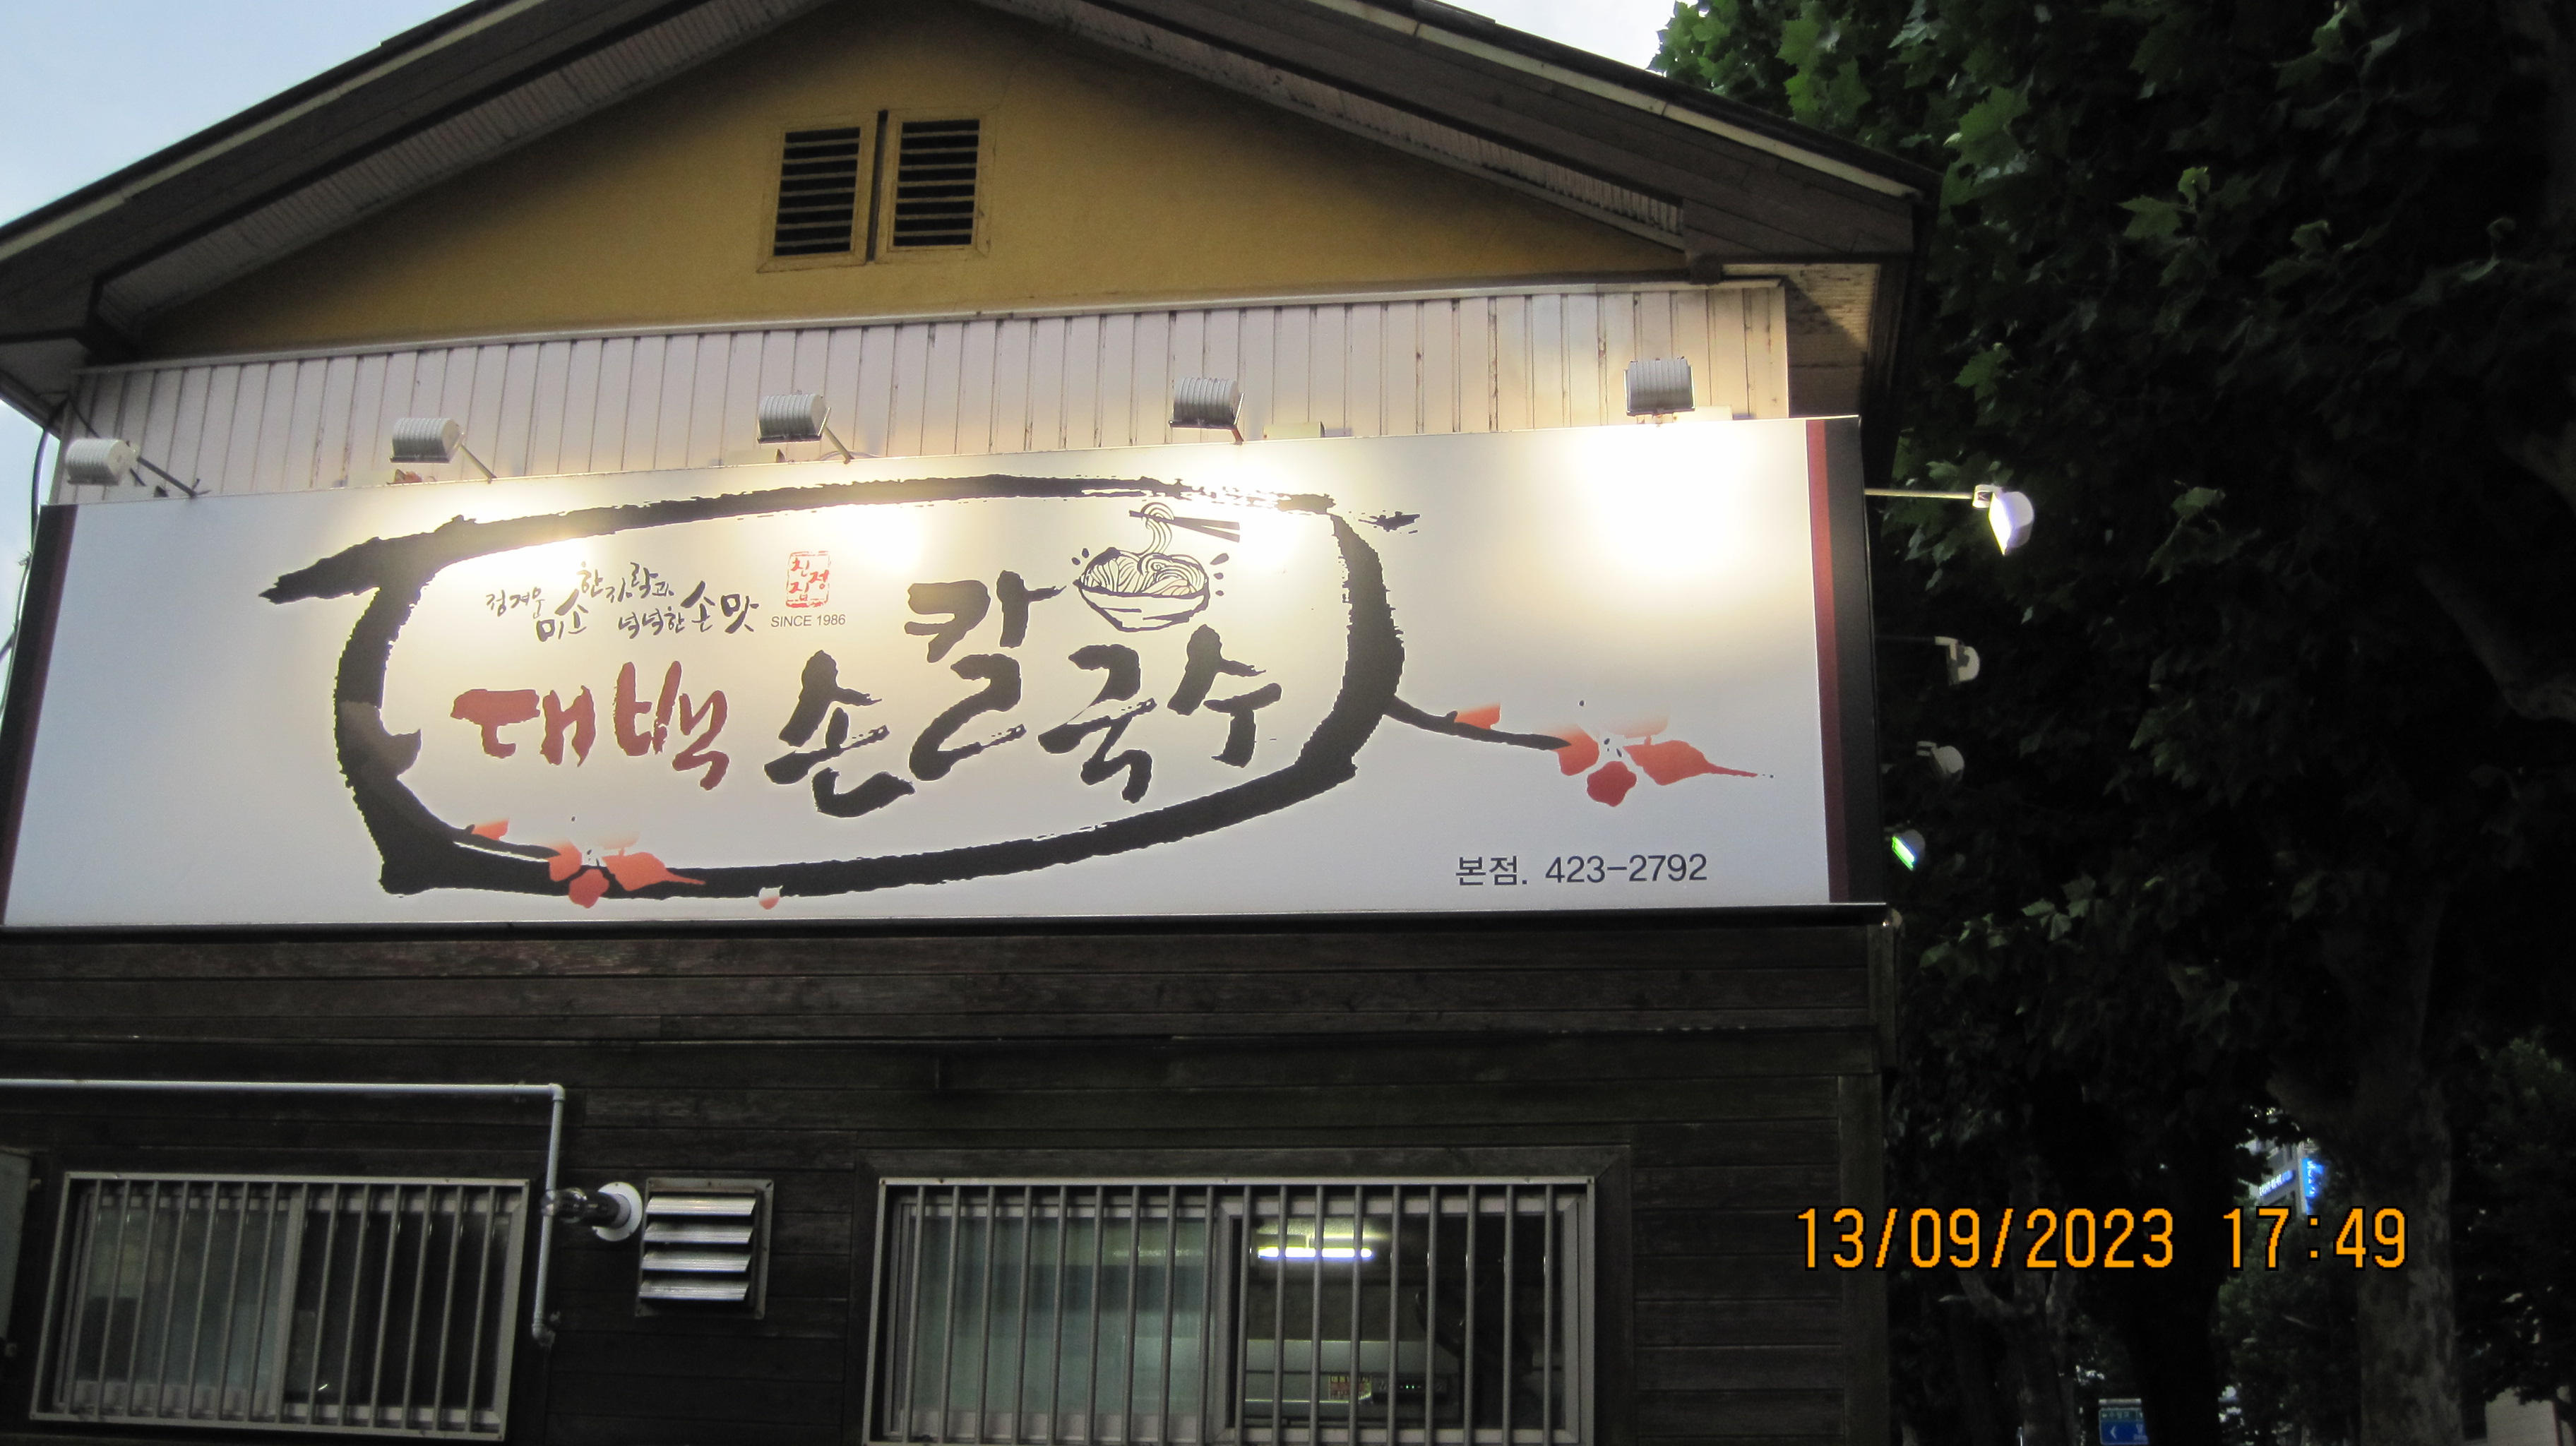 정겨운 미소 한자락과
넉넉한 손맛
친정집
SINCE 1986
대백 손칼국수
본점. 423-2792
13/09/2023 17:49